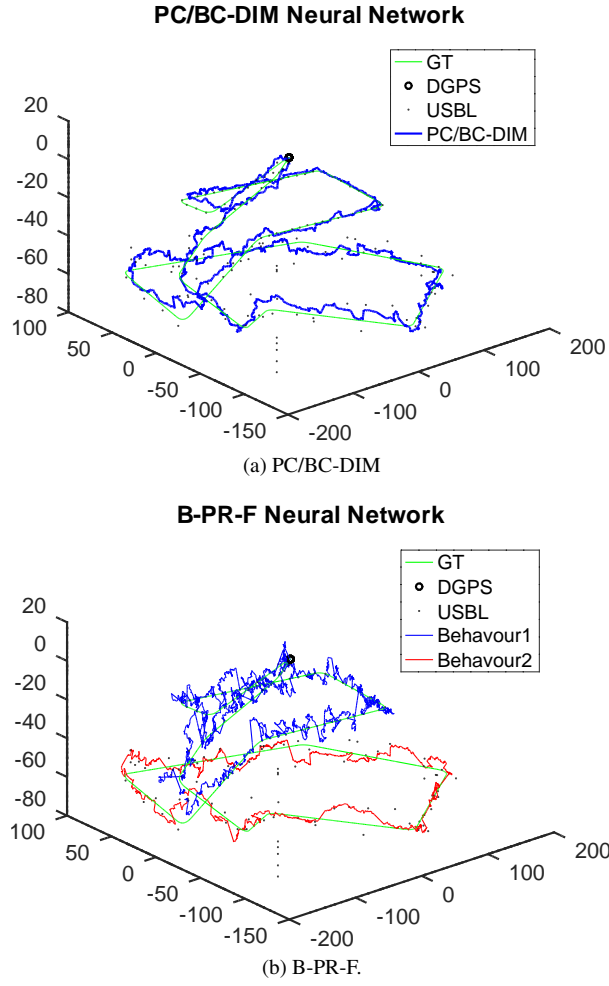 PC/BC-DIM Neural Network
GT
DGPS
USBL
PC/BC-DIM
20
0
-20
-40
-60
-80
100
50
0
-50
-100
-150
-200
-100
0
100
200
(a) PC/BC-DIM
B-PR-F Neural Network
GT
DGPS
USBL
Behavour1
Behavour2
20
0
-20
-40
-60
-80
100
50
0
-50
-100
-150
-200
-100
0
100
200
(b) B-PR-F.